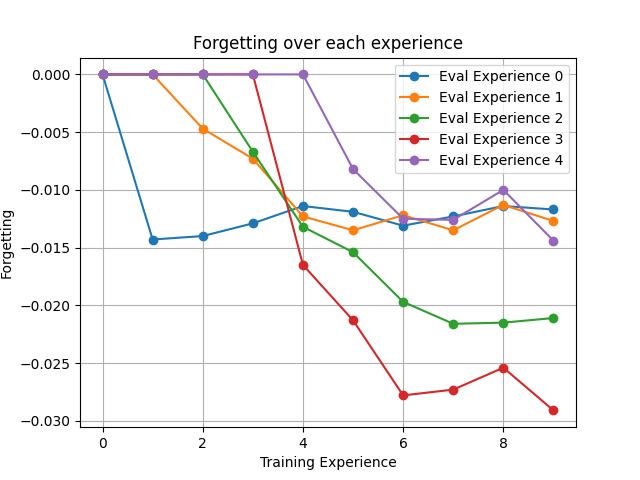 Forgetting over each experience
Eval Experience 0
Eval Experience 1
Eval Experience 2
Eval Experience 3
Eval Experience 4
0.000
−0.005
−0.010
−0.015
−0.020
−0.025
−0.030
Forgetting
0 2 4 6 8
Training Experience